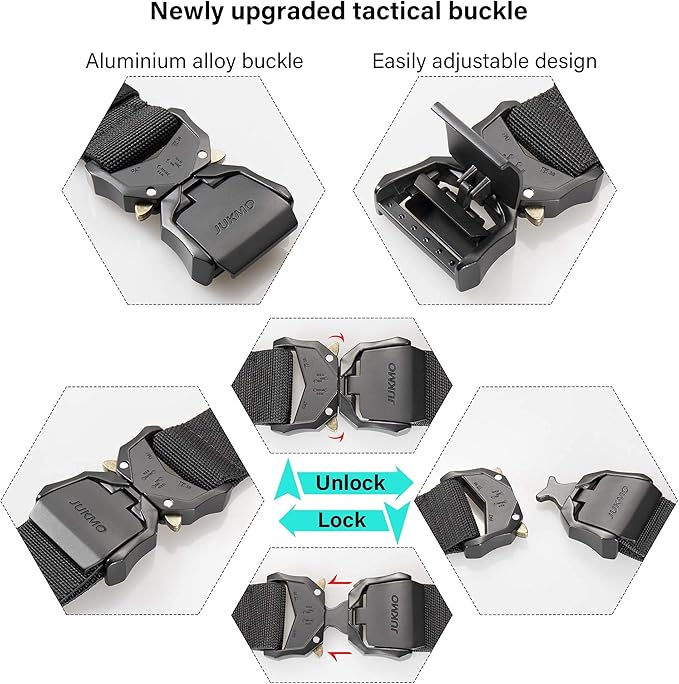 Newly upgraded tactical buckle
Aluminium alloy buckle
Easily adjustable design
JUKMO
JUKMO
JUKMO
Unlock
Lock
JUKMO
JUKMO